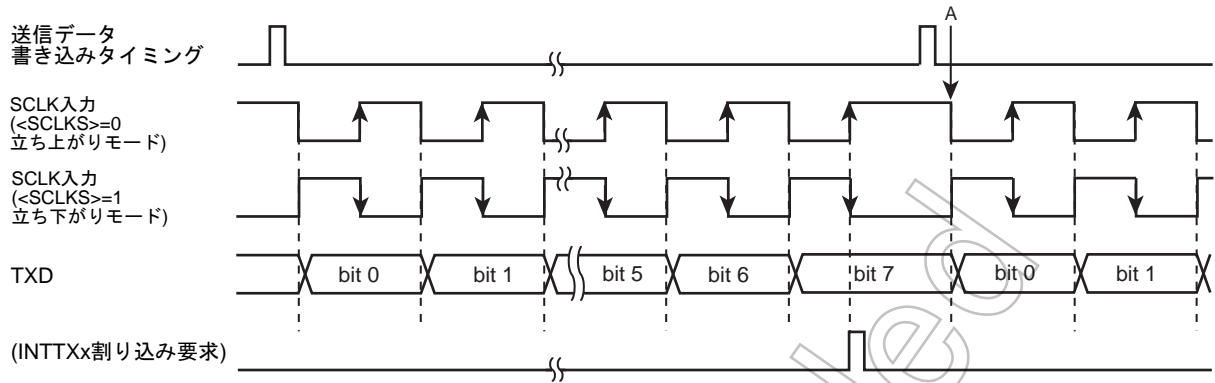 送信データ
書き込みタイミング
A
SCLK入力
(<SCLKS>=0
立ち上がりモード)
SCLK入力
(<SCLKS>=1
立ち下がりモード)
TXD
bit 0
bit 1
bit 5
bit 6
bit 7
bit 0
bit 1
(INTTXx割り込み要求)